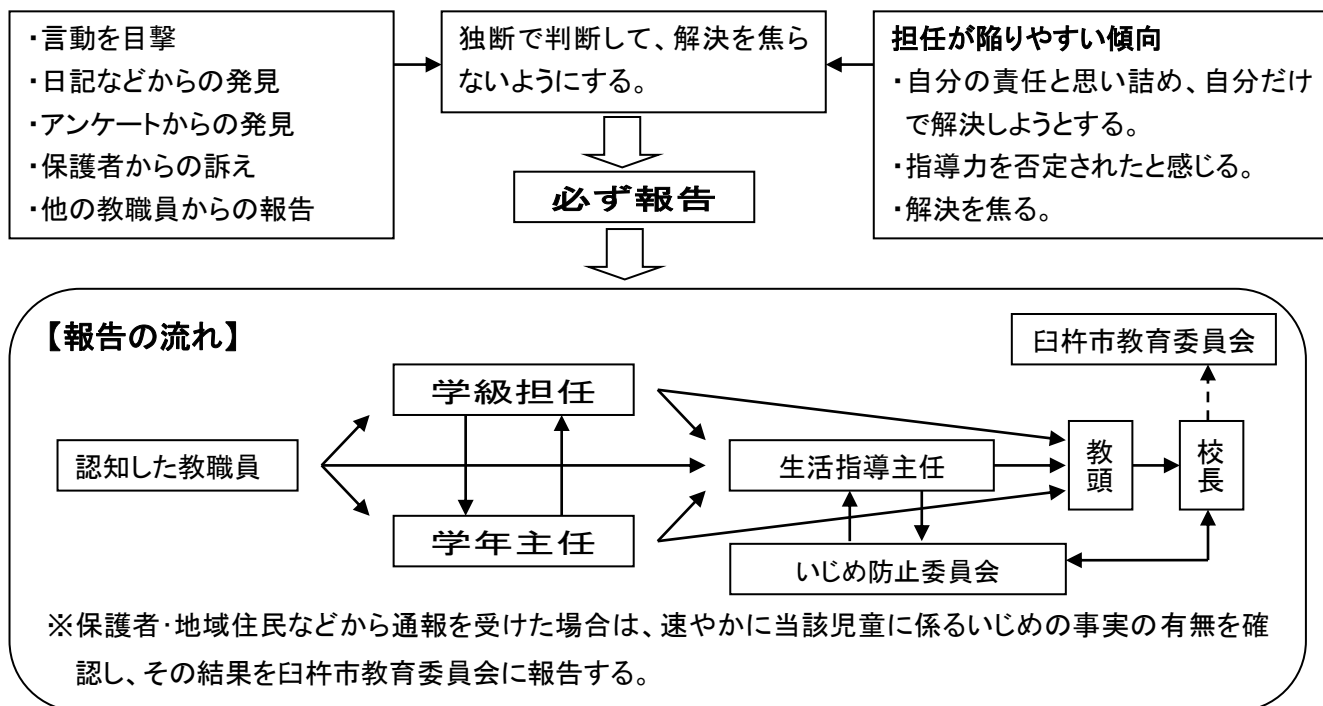 ・言動を目撃
・日記などからの発見
・アンケートからの発見
・保護者からの訴え
・他の教職員からの報告
独断で判断して、解決を焦ら
ないようにする。
担任が陥りやすい傾向
・自分の責任と思い詰め、自分だけ
で解決しようとする。
・指導力を否定されたと感じる。
・解決を焦る。
必ず報告
【報告の流れ】
臼杵市教育委員会
学級担任
認知した教職員
生活指導主任
教頭
校長
学年主任
いじめ防止委員会
※保護者・地域住民などから通報を受けた場合は、速やかに当該児童に係るいじめの事実の有無を確
認し、その結果を臼杵市教育委員会に報告する。